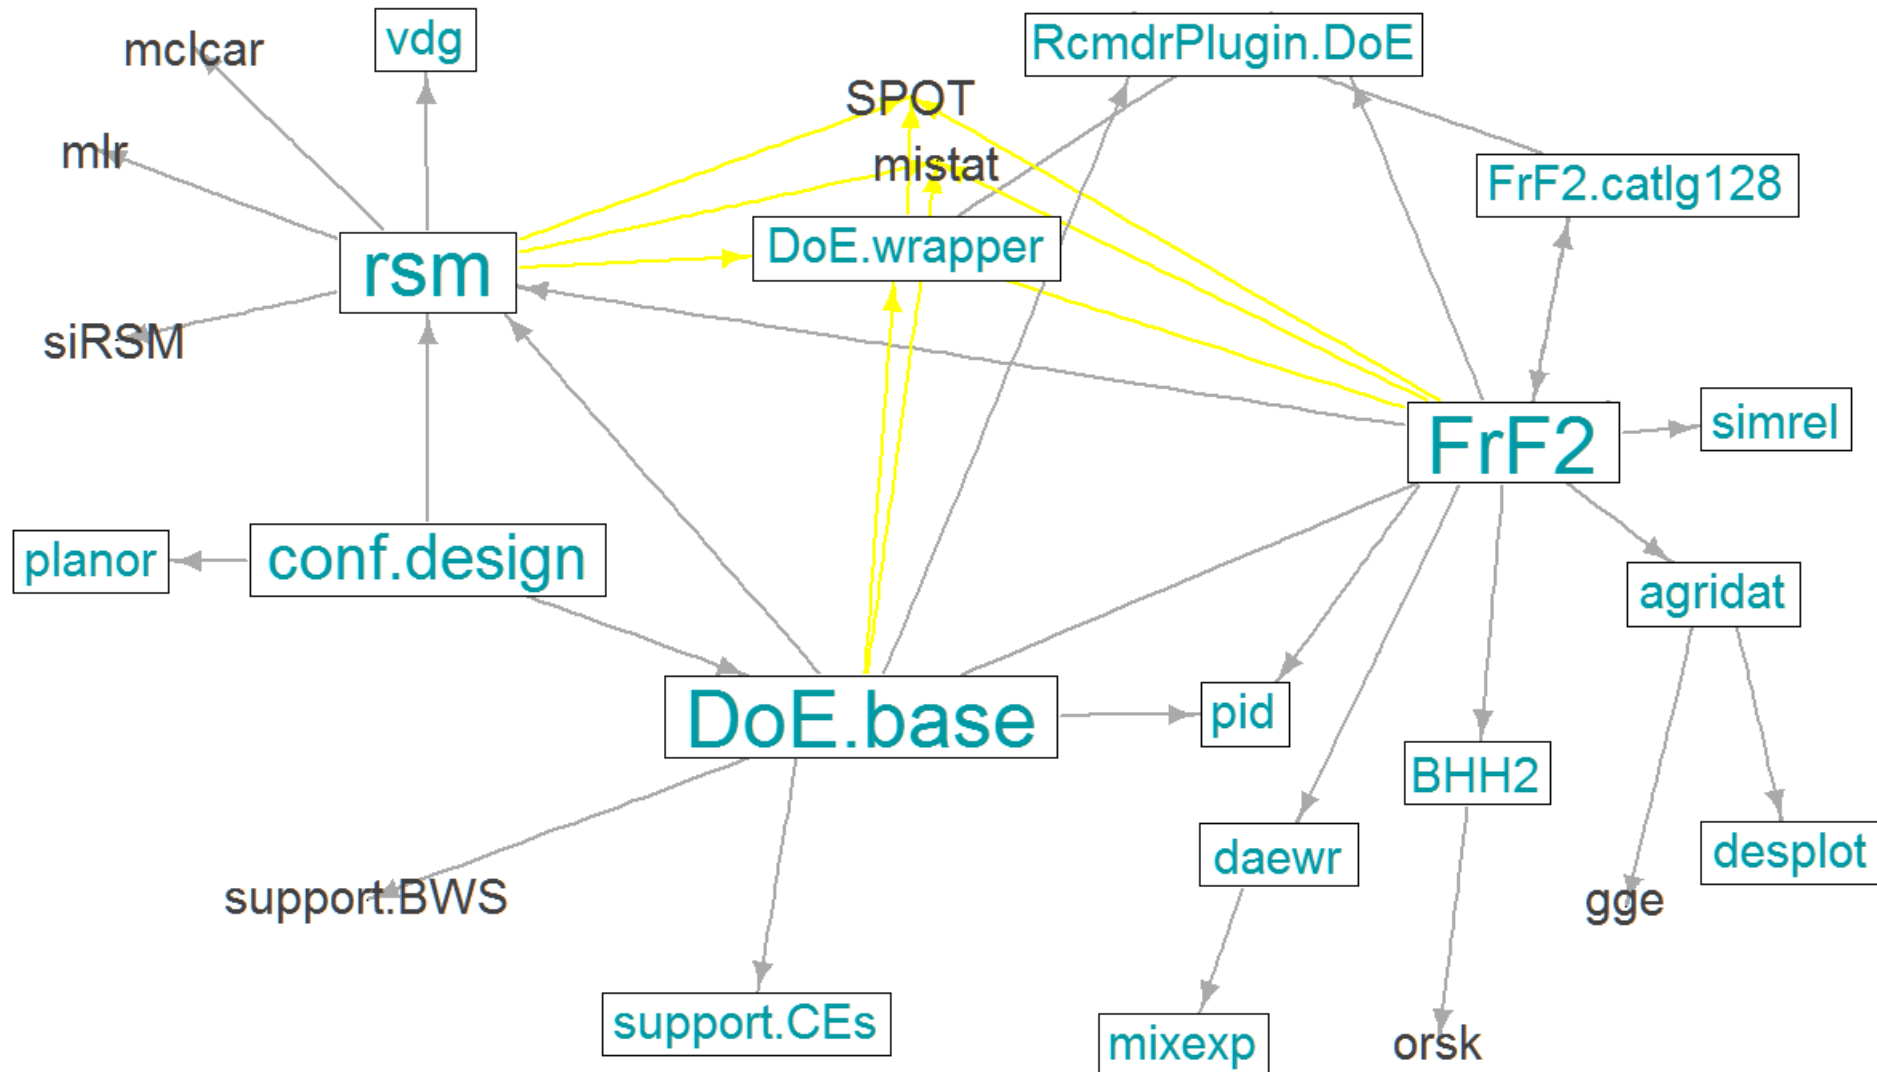 mclcar
vdg
RcmdrPlugin.DoE
SPOT
mlr
mistat
FrF2.catlg128
DoE.wrapper
rsm
siRSM
simrel
FrF2
planor
conf.design
agridat
DoE.base
pid
BHH2
daewr
desplot
support.BWS
gge
support.CEs
mixexp
orsk